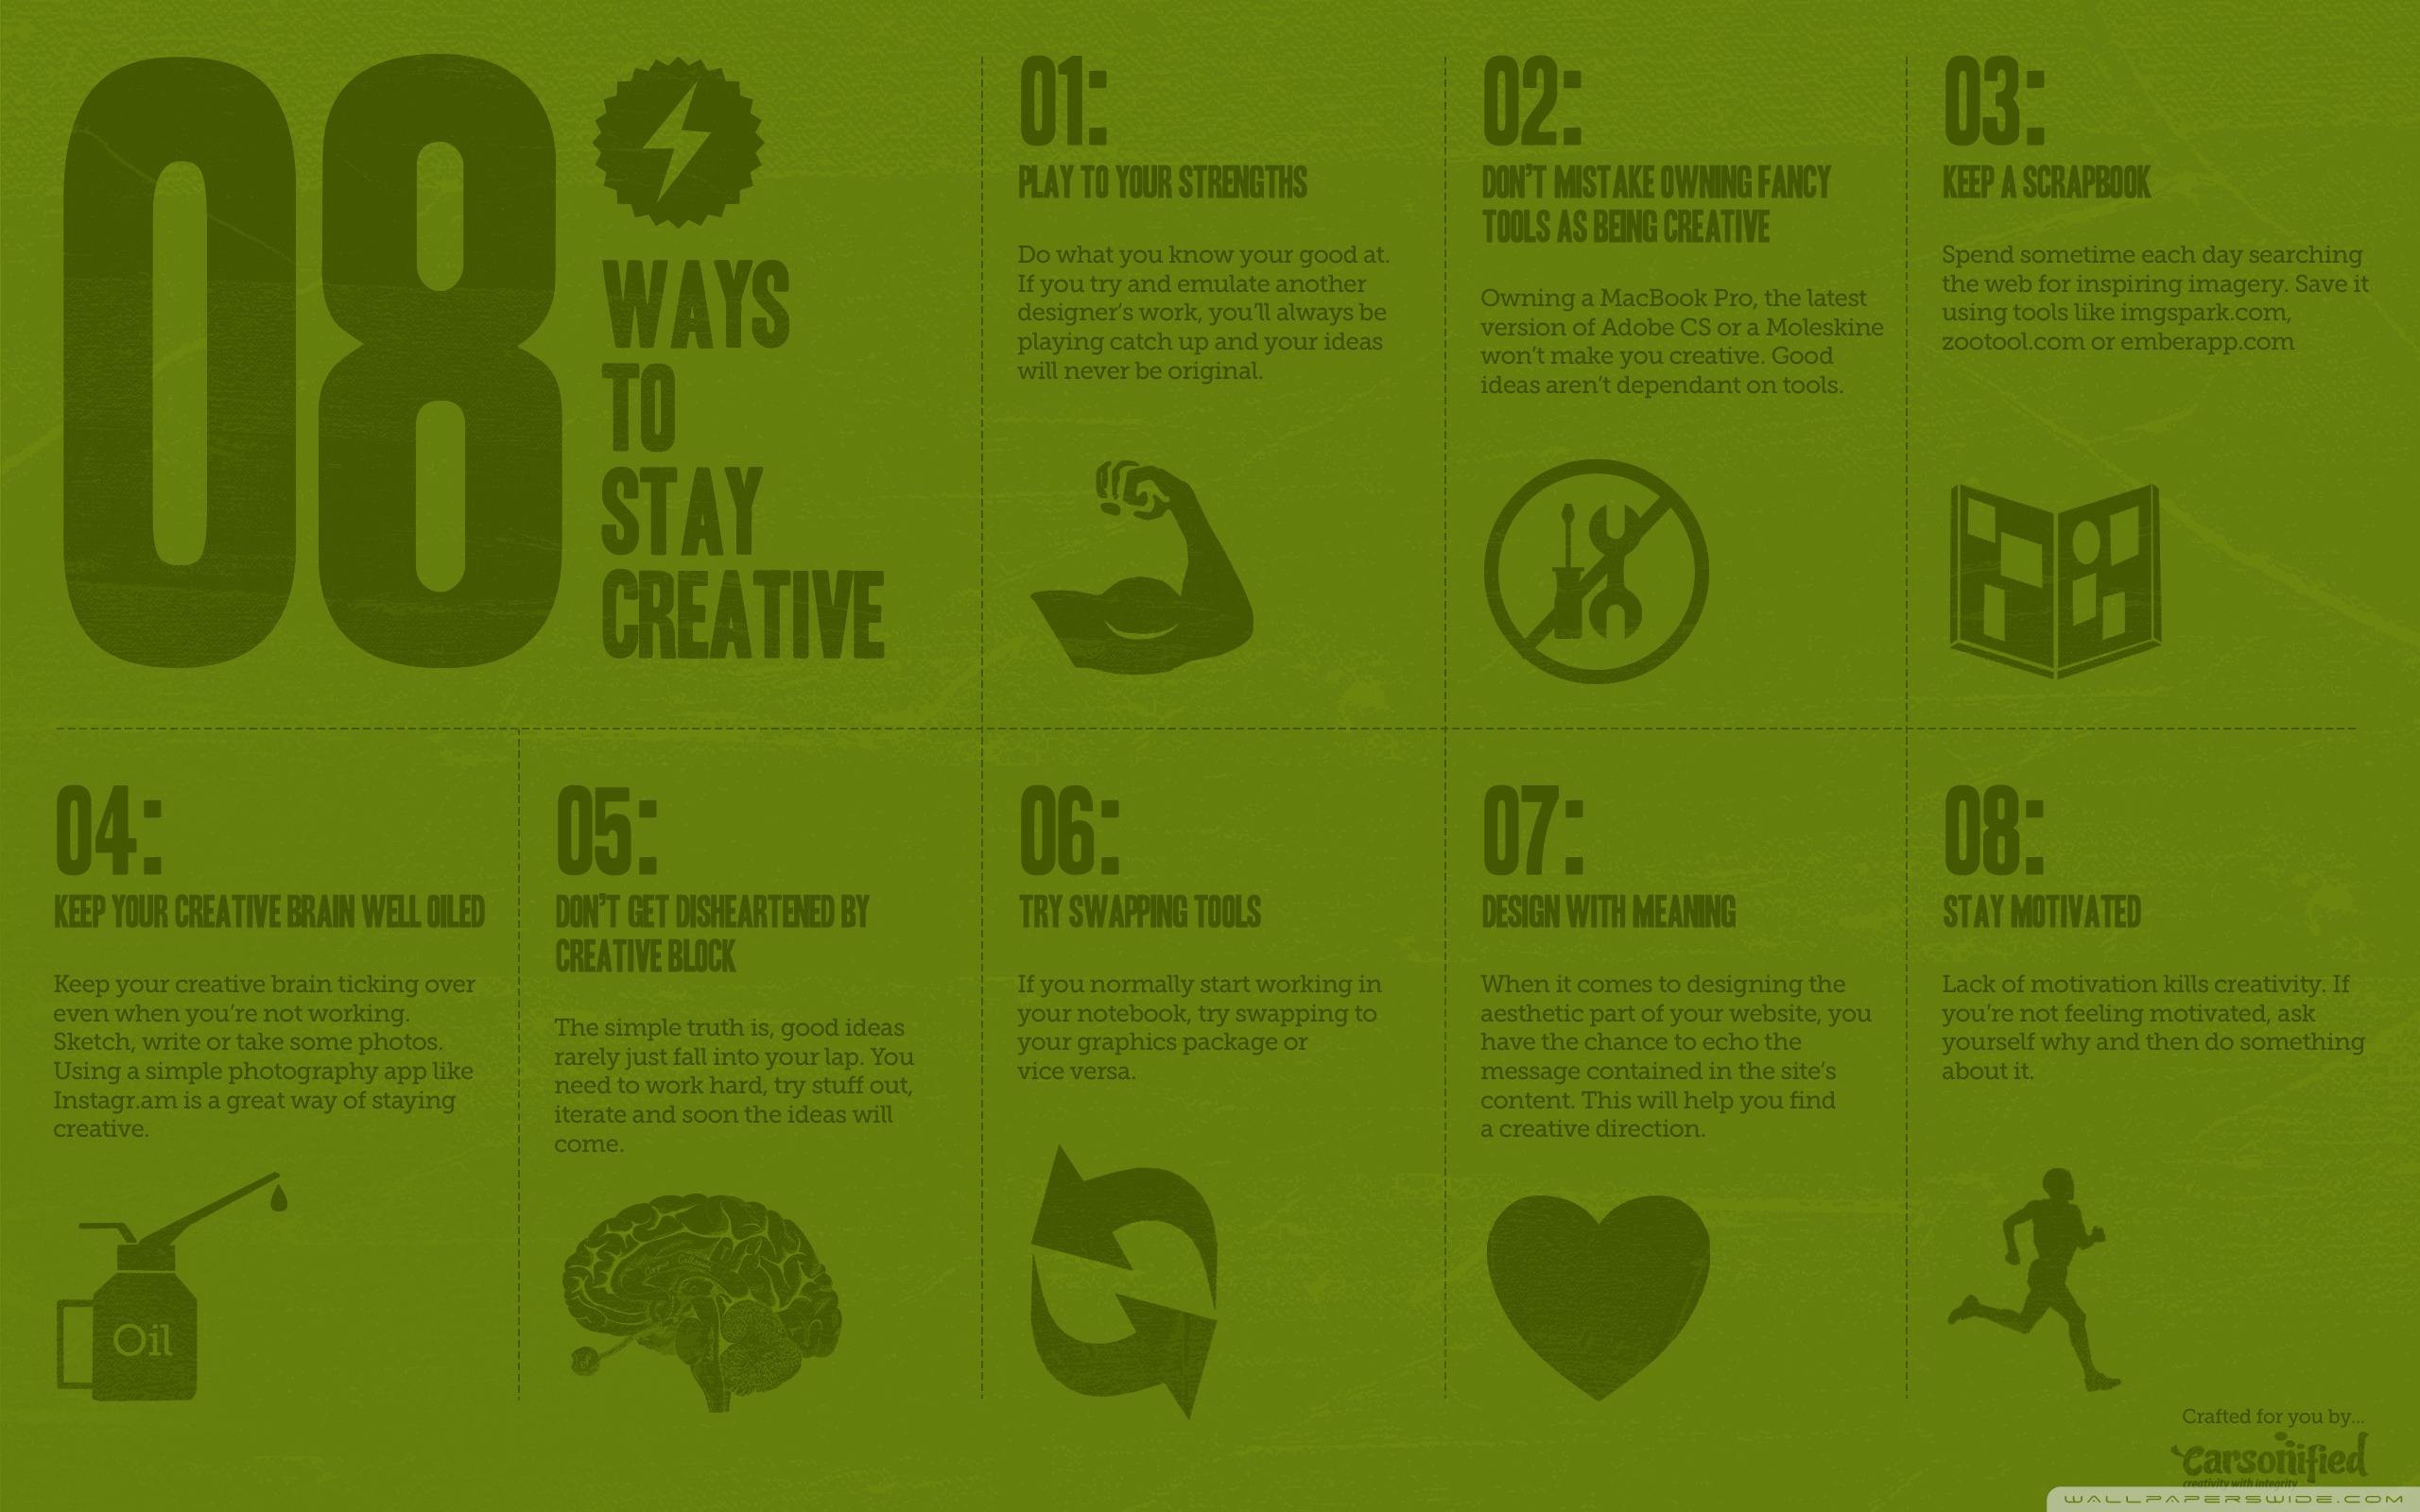 08
WAYS
TO
STAY
CREATIVE
01:
PLAY TO YOUR STRENGTHS
Do what you know your good at.
If you try and emulate another
designer's work, you'll always be
playing catch up and your ideas
will never be original.
02:
DON'T MISTAKE OWNING FANCY
TOOLS AS BEING CREATIVE
Owning a MacBook Pro, the latest
version of Adobe CS or a Moleskine
won't make you creative. Good
ideas aren't dependant on tools.
03:
KEEP A SCRAPBOOK
Spend sometime each day searching
the web for inspiring imagery. Save it
using tools like imgspark.com,
zootool.com or emberapp.com
04:
KEEP YOUR CREATIVE BRAIN WELL OILED
Keep your creative brain ticking over
even when you're not working.
Sketch, write or take some photos.
Using a simple photography app like
Instagr.am is a great way of staying
creative.
Oil
05:
DON'T GET DISHEARTENED BY
CREATIVE BLOCK
The simple truth is, good ideas
rarely just fall into your lap. You
need to work hard, try stuff out,
iterate and soon the ideas will
come.
Corpus Callosum
06:
TRY SWAPPING TOOLS
If you normally start working in
your notebook, try swapping to
your graphics package or
vice versa.
07:
DESIGN WITH MEANING
When it comes to designing the
aesthetic part of your website, you
have the chance to echo the
message contained in the site's
content. This will help you find
a creative direction.
08:
STAY MOTIVATED
Lack of motivation kills creativity. If
you're not feeling motivated, ask
yourself why and then do something
about it.
Crafted for you by...
Carsonified
creativity with integrity
WALLPAPERSWIDE.COM